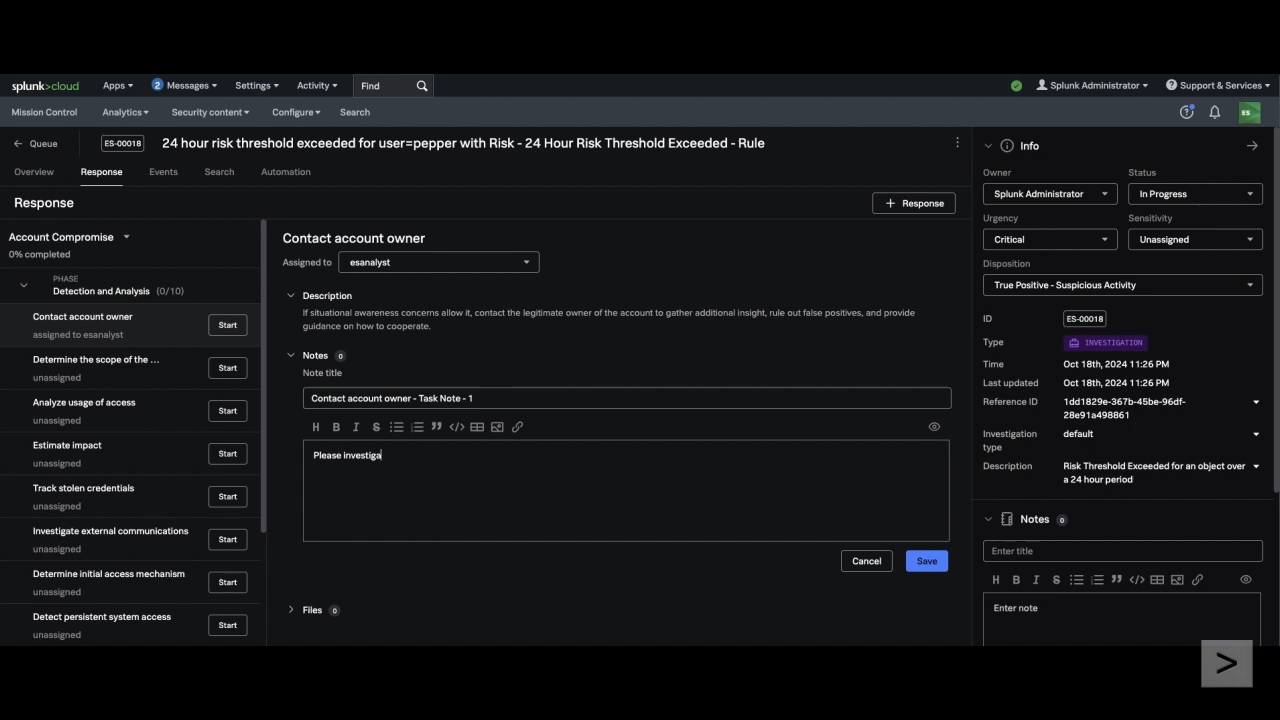 splunk>cloud Apps 2 Messages Settings Activity Find Splunk Administrator Support & Services
Mission Control Analytics Security content Configure Search ES
Queue ES-00018 24 hour risk threshold exceeded for user=pepper with Risk - 24 Hour Risk Threshold Exceeded - Rule
Overview Response Events Search Automation
Response + Response
Account Compromise
0% completed
PHASE
Detection and Analysis (0/10)
Contact account owner
assigned to esanalyst
Start
Determine the scope of the ...
unassigned
Start
Analyze usage of access
unassigned
Start
Estimate impact
unassigned
Start
Track stolen credentials
unassigned
Start
Investigate external communications
unassigned
Start
Determine initial access mechanism
unassigned
Start
Detect persistent system access
unassigned
Start
Contact account owner
Assigned to esanalyst
Description
If situational awareness concerns allow it, contact the legitimate owner of the account to gather additional insight, rule out false positives, and provide
guidance on how to cooperate.
Notes 0
Note title
Contact account owner - Task Note - 1
H B I S
Please investiga
Cancel Save
Files 0
Info
Owner Status
Splunk Administrator In Progress
Urgency Sensitivity
Critical Unassigned
Disposition
True Positive - Suspicious Activity
ID ES-00018
Type INVESTIGATION
Time Oct 18th, 2024 11:26 PM
Last updated Oct 18th, 2024 11:26 PM
Reference ID 1dd1829e-367b-45be-96df-
28e91a498861
Investigation default
type
Description Risk Threshold Exceeded for an object over
a 24 hour period
Notes 0
Enter title
H B I S
Enter note
>